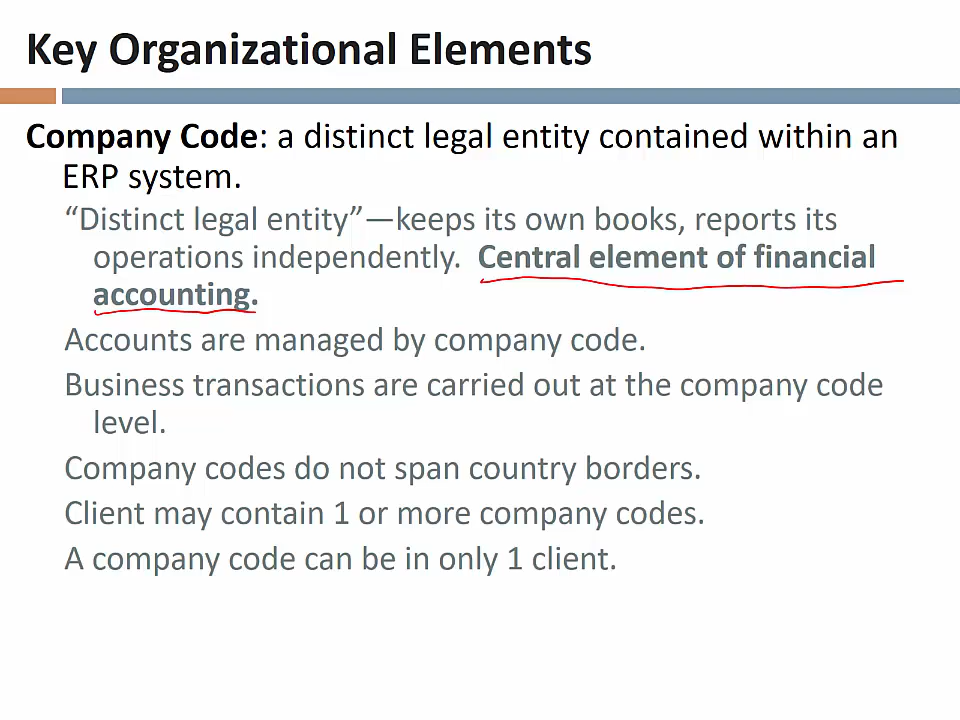 Key Organizational Elements
Company Code: a distinct legal entity contained within an
ERP system.
“Distinct legal entity”—keeps its own books, reports its
operations independently.  Central element of financial
accounting.
Accounts are managed by company code.
Business transactions are carried out at the company code
level.
Company codes do not span country borders.
Client may contain 1 or more company codes.
A company code can be in only 1 client.